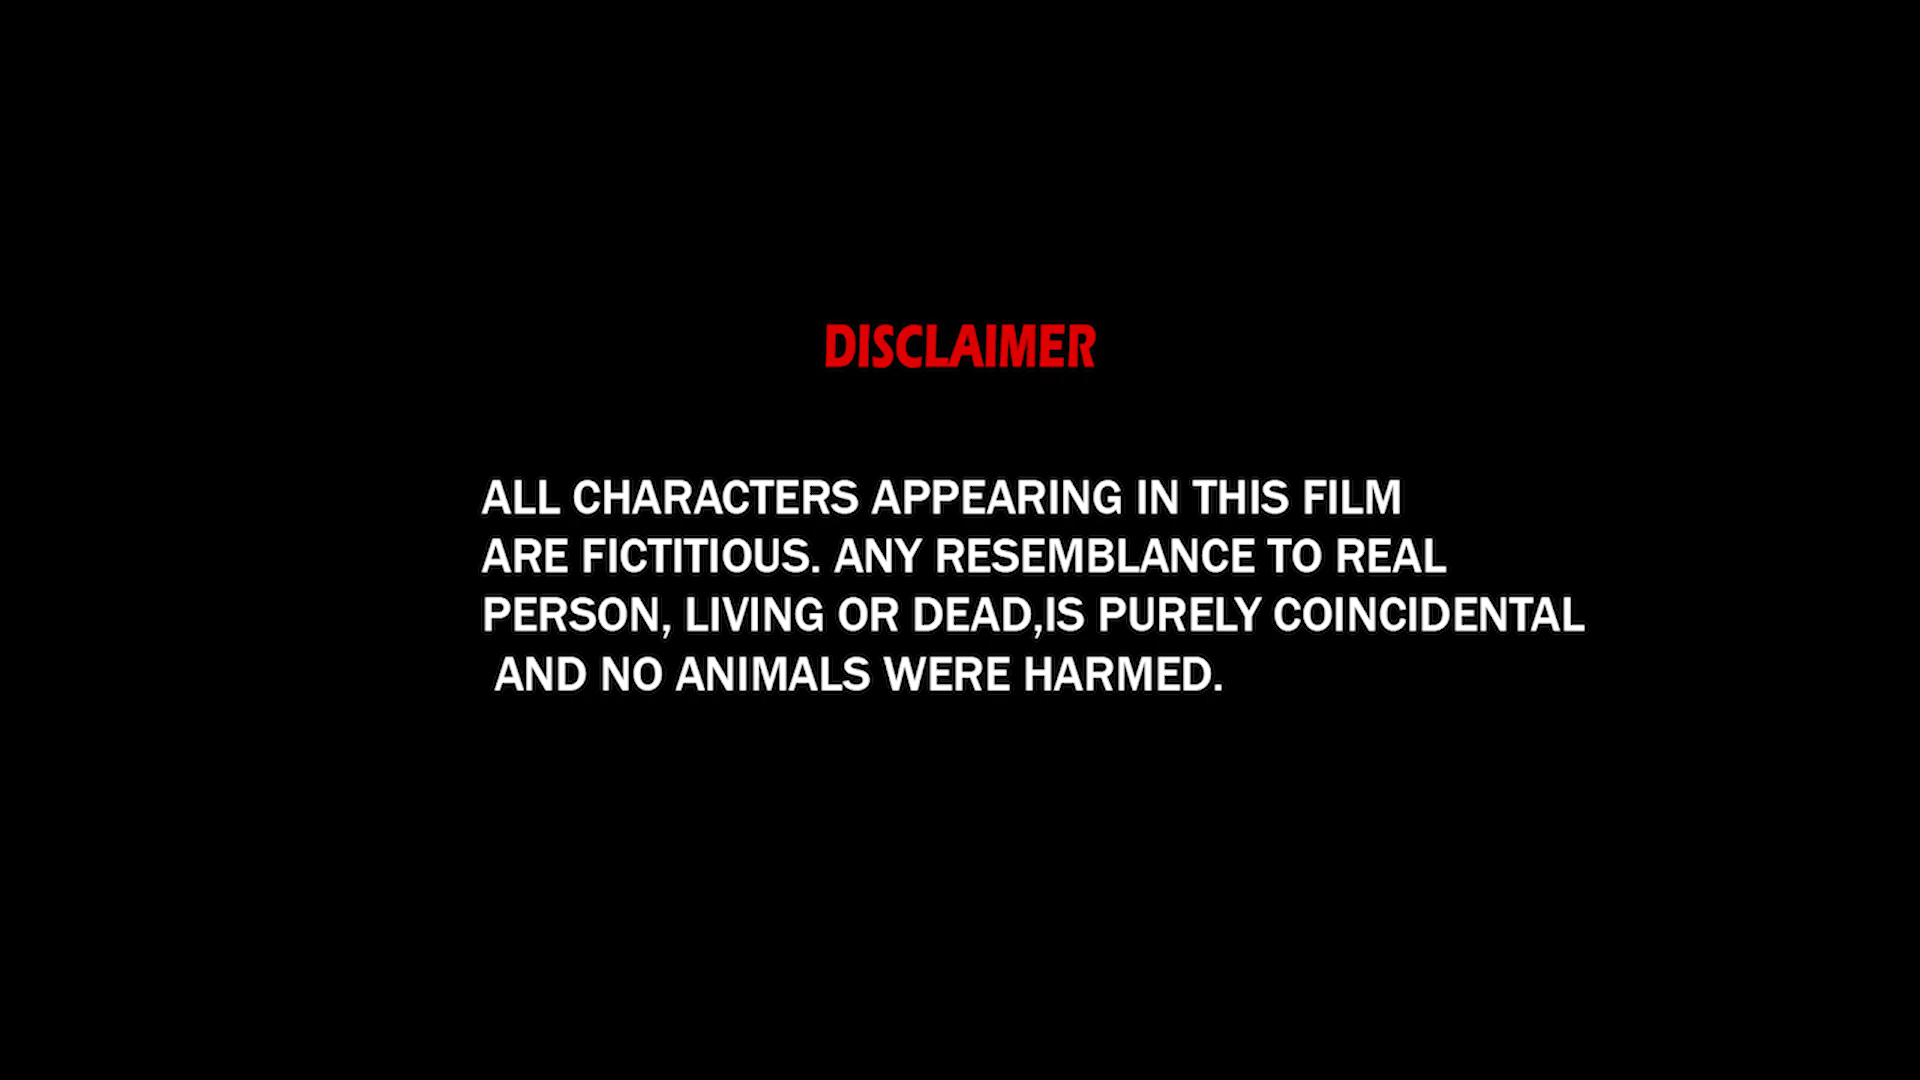 DISCLAIMER
ALL CHARACTERS APPEARING IN THIS FILM
ARE FICTITIOUS. ANY RESEMBLANCE TO REAL
PERSON, LIVING OR DEAD,IS PURELY COINCIDENTAL
AND NO ANIMALS WERE HARMED.